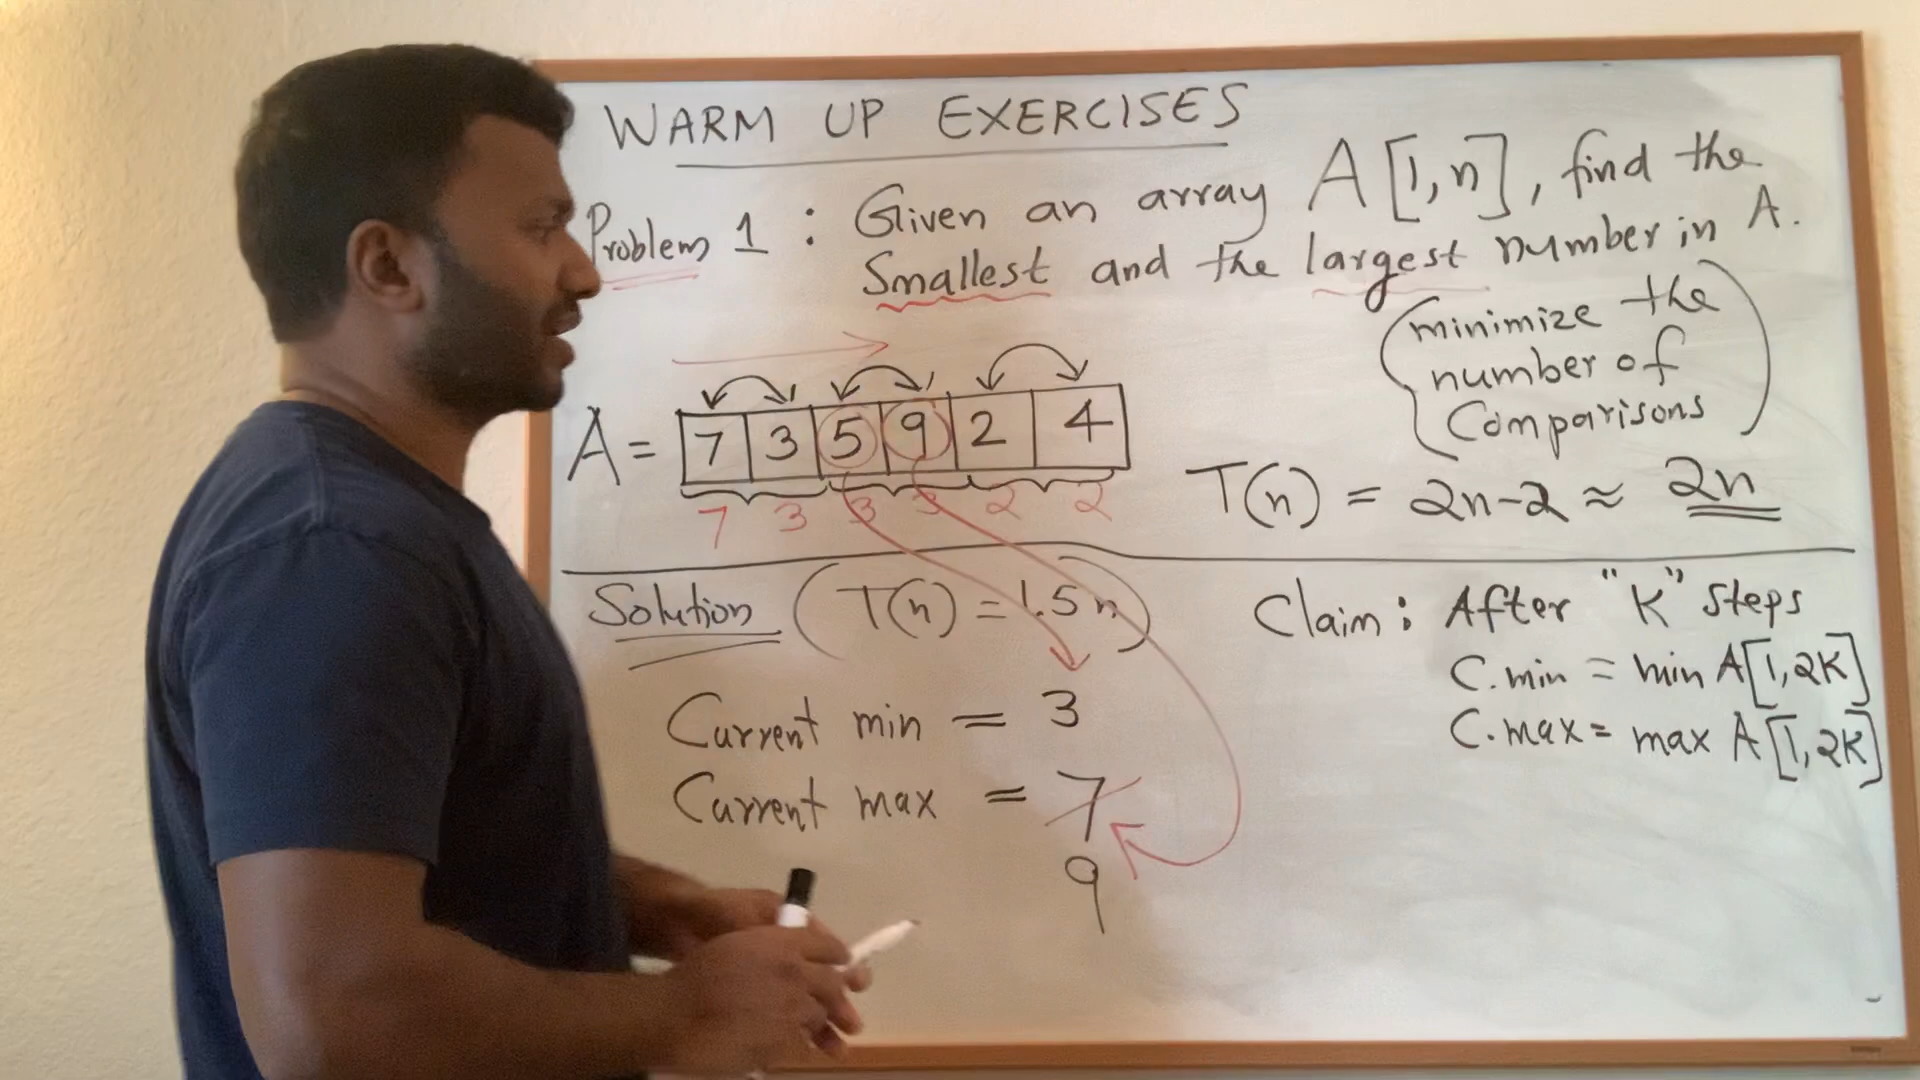 WARM UP EXERCISES
Problem 1 : Given an array A[1,n], find the
Smallest and the largest number in A.
(minimize the
number of
Comparisons)
A = 7 3 5 9 2 4
7 3 3 3 2 2
T(n) = 2n-2 ≈ 2n
Solution (T(n) = 1.5n)
Current min = 3
Current max = 7
9
Claim: After "K" steps
C.min = min A[1,2K]
C.max = max A[1,2K]